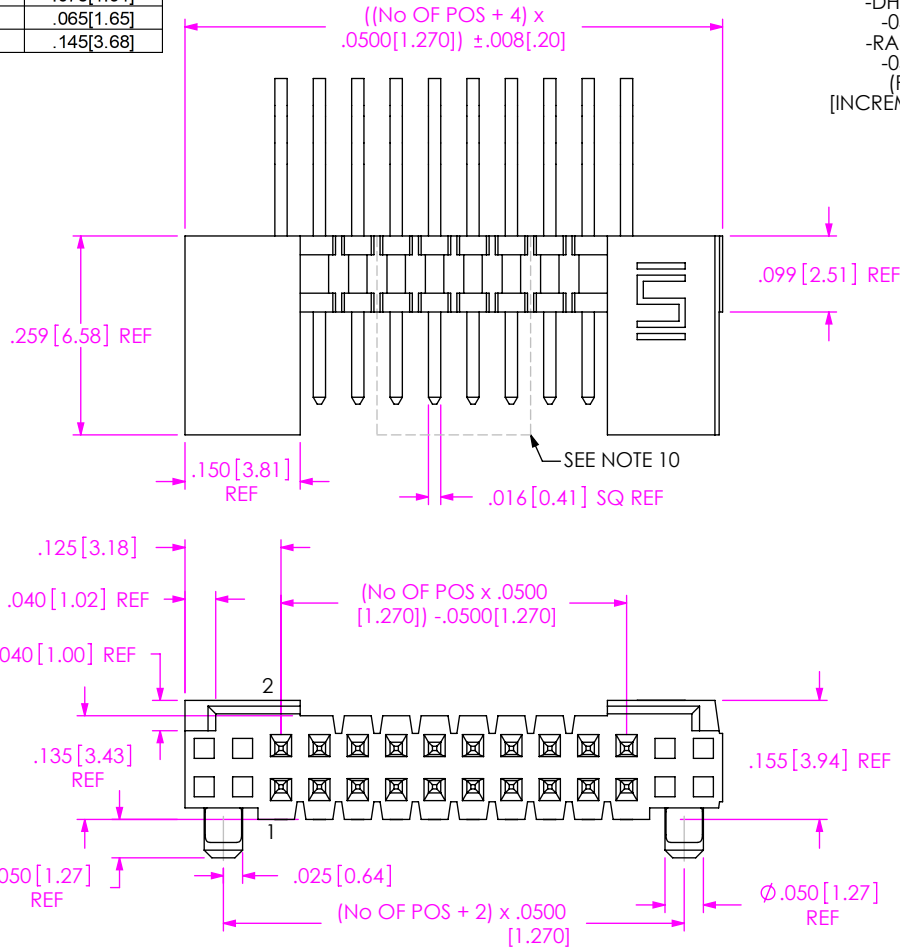 .065[1.65]
.145[3.68]
((No OF POS + 4) x
.0500[1.270]) ±.008[.20]
-RA
[INCREM
.099[2.51] REF
.259[6.58] REF
.150[3.81]
REF
SEE NOTE 10
.016[0.41] SQ REF
.125[3.18]
.040[1.02] REF
(No OF POS x .0500
[1.270]) -.0500[1.270]
040[1.00] REF
2
.135[3.43]
REF
.155[3.94] REF
1
050[1.27]
REF
.025[0.64]
(No OF POS + 2) x .0500
[1.270]
Ø.050[1.27]
REF